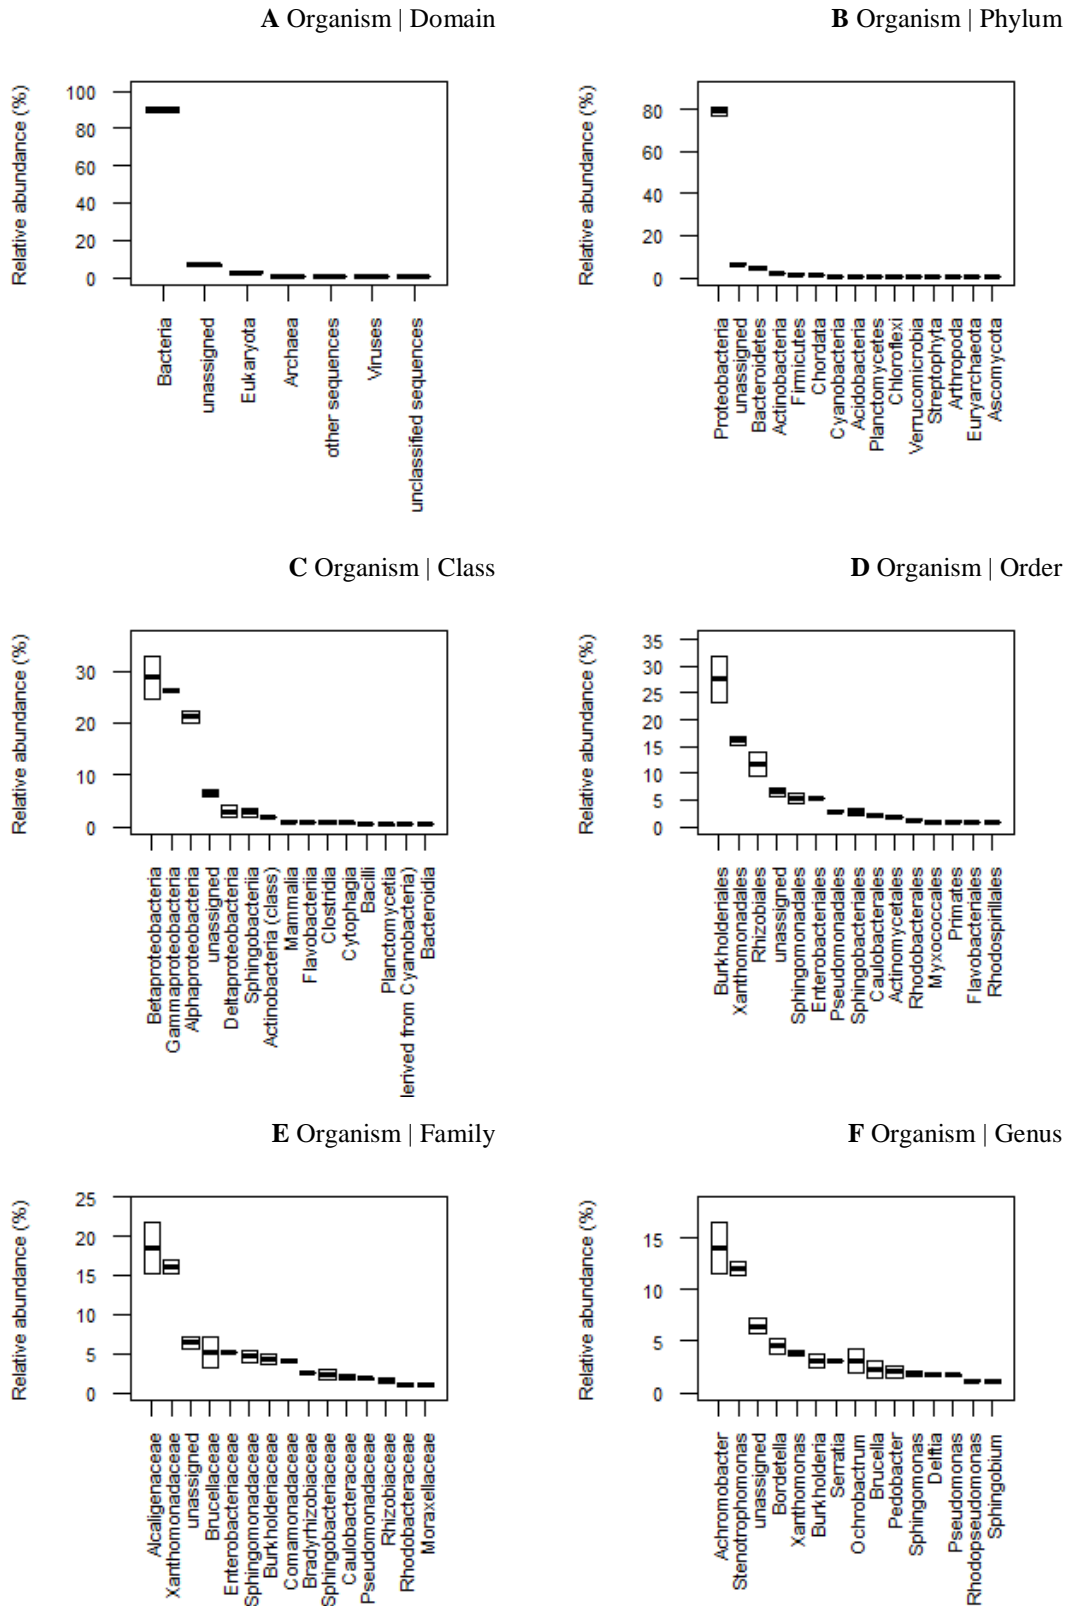 A Organism | Domain
Relative abundance (%)
100
80
60
40
20
0
Bacteria
unassigned
Eukaryota
Archaea
other sequences
Viruses
unclassified sequences
B Organism | Phylum
Relative abundance (%)
80
60
40
20
0
Proteobacteria
unassigned
Bacteroidetes
Actinobacteria
Firmicutes
Chordata
Cyanobacteria
Acidobacteria
Planctomycetes
Chloroflexi
Verrucomicrobia
Streptophyta
Arthropoda
Euryarchaeota
Ascomycota
C Organism | Class
Relative abundance (%)
30
20
10
0
Betaproteobacteria
Gammaproteobacteria
Alphaproteobacteria
unassigned
Deltaproteobacteria
Sphingobacteriia
Actinobacteria (class)
Mammalia
Flavobacteriia
Clostridia
Cytophagia
Bacilli
Planctomycetia
lerived from Cyanobacteria)
Bacteroidia
D Organism | Order
Relative abundance (%)
35
30
25
20
15
10
5
0
Burkholderiales
Xanthomonadales
Rhizobiales
unassigned
Sphingomonadales
Enterobacteriales
Pseudomonadales
Sphingobacteriales
Caulobacterales
Actinomycetales
Rhodobacterales
Myxococcales
Primates
Flavobacteriales
Rhodospirillales
E Organism | Family
Relative abundance (%)
25
20
15
10
5
0
Alcaligenaceae
Xanthomonadaceae
unassigned
Brucellaceae
Enterobacteriaceae
Sphingomonadaceae
Burkholderiaceae
Comamonadaceae
Bradyrhizobiaceae
Sphingobacteriaceae
Caulobacteraceae
Pseudomonadaceae
Rhizobiaceae
Rhodobacteraceae
Moraxellaceae
F Organism | Genus
Relative abundance (%)
15
10
5
0
Achromobacter
Stenotrophomonas
unassigned
Bordetella
Xanthomonas
Burkholderia
Serratia
Ochrobactrum
Brucella
Pedobacter
Sphingomonas
Delftia
Pseudomonas
Rhodopseudomonas
Sphingobium